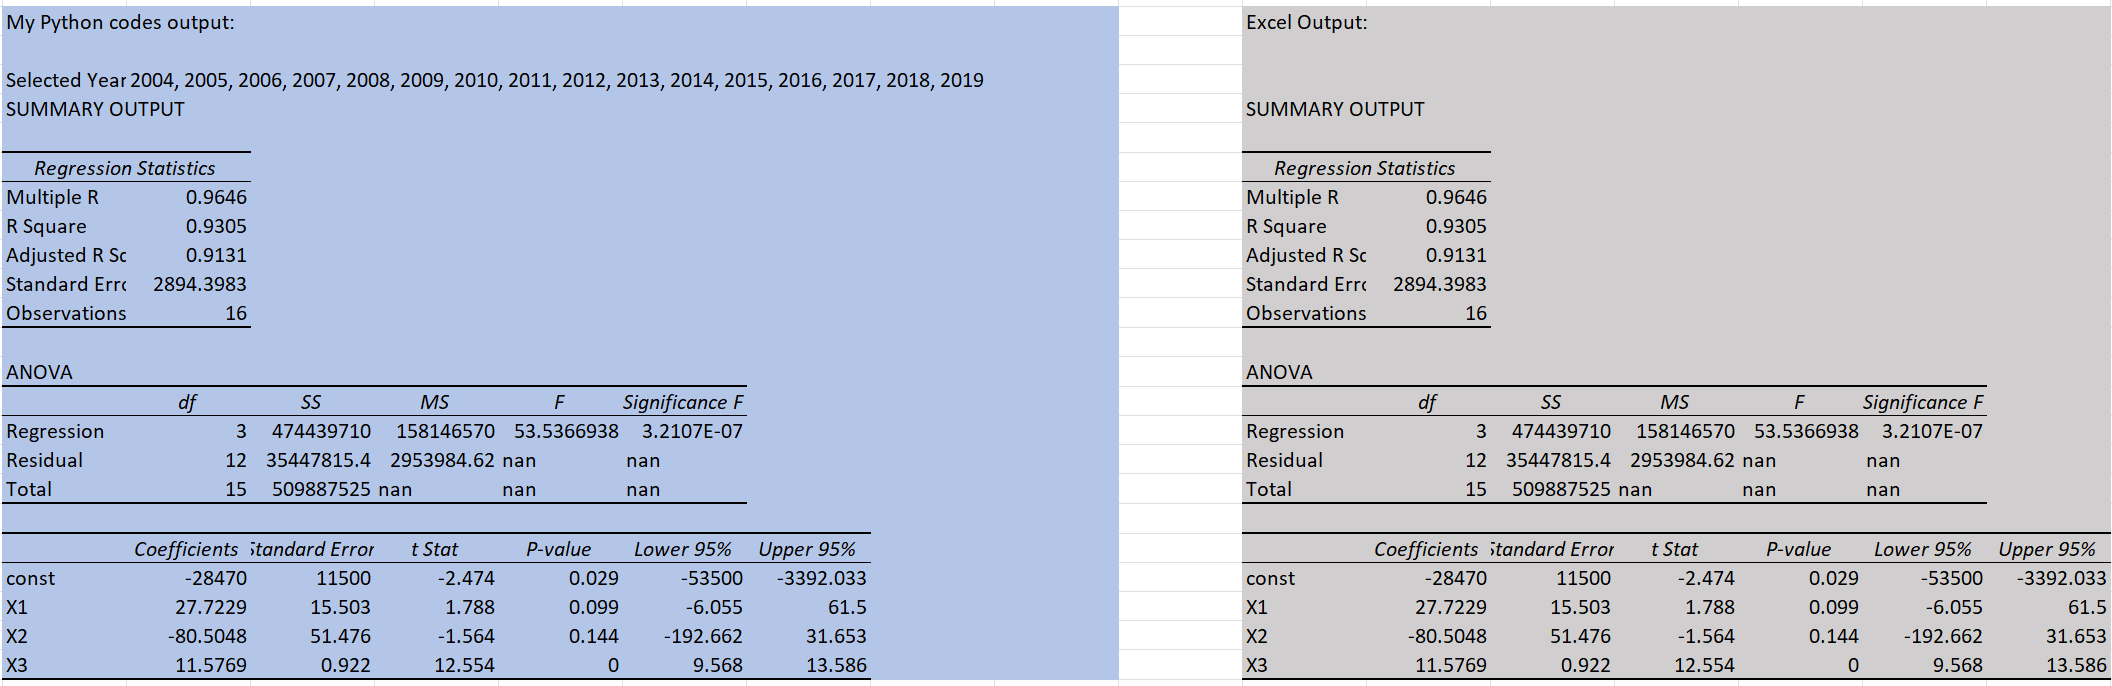 My Python codes output:
Selected Year 2004, 2005, 2006, 2007, 2008, 2009, 2010, 2011, 2012, 2013, 2014, 2015, 2016, 2017, 2018, 2019
SUMMARY OUTPUT
Regression Statistics
Multiple R 0.9646
R Square 0.9305
Adjusted R Sq 0.9131
Standard Erro 2894.3983
Observations 16
ANOVA
df SS MS F Significance F
Regression 3 474439710 158146570 53.5366938 3.2107E-07
Residual 12 35447815.4 2953984.62 nan nan
Total 15 509887525 nan nan nan
Coefficients Standard Error t Stat P-value Lower 95% Upper 95%
const -28470 11500 -2.474 0.029 -53500 -3392.033
X1 27.7229 15.503 1.788 0.099 -6.055 61.5
X2 -80.5048 51.476 -1.564 0.144 -192.662 31.653
X3 11.5769 0.922 12.554 0 9.568 13.586
Excel Output:
SUMMARY OUTPUT
Regression Statistics
Multiple R 0.9646
R Square 0.9305
Adjusted R Sq 0.9131
Standard Erro 2894.3983
Observations 16
ANOVA
df SS MS F Significance F
Regression 3 474439710 158146570 53.5366938 3.2107E-07
Residual 12 35447815.4 2953984.62 nan nan
Total 15 509887525 nan nan nan
Coefficients Standard Error t Stat P-value Lower 95% Upper 95%
const -28470 11500 -2.474 0.029 -53500 -3392.033
X1 27.7229 15.503 1.788 0.099 -6.055 61.5
X2 -80.5048 51.476 -1.564 0.144 -192.662 31.653
X3 11.5769 0.922 12.554 0 9.568 13.586